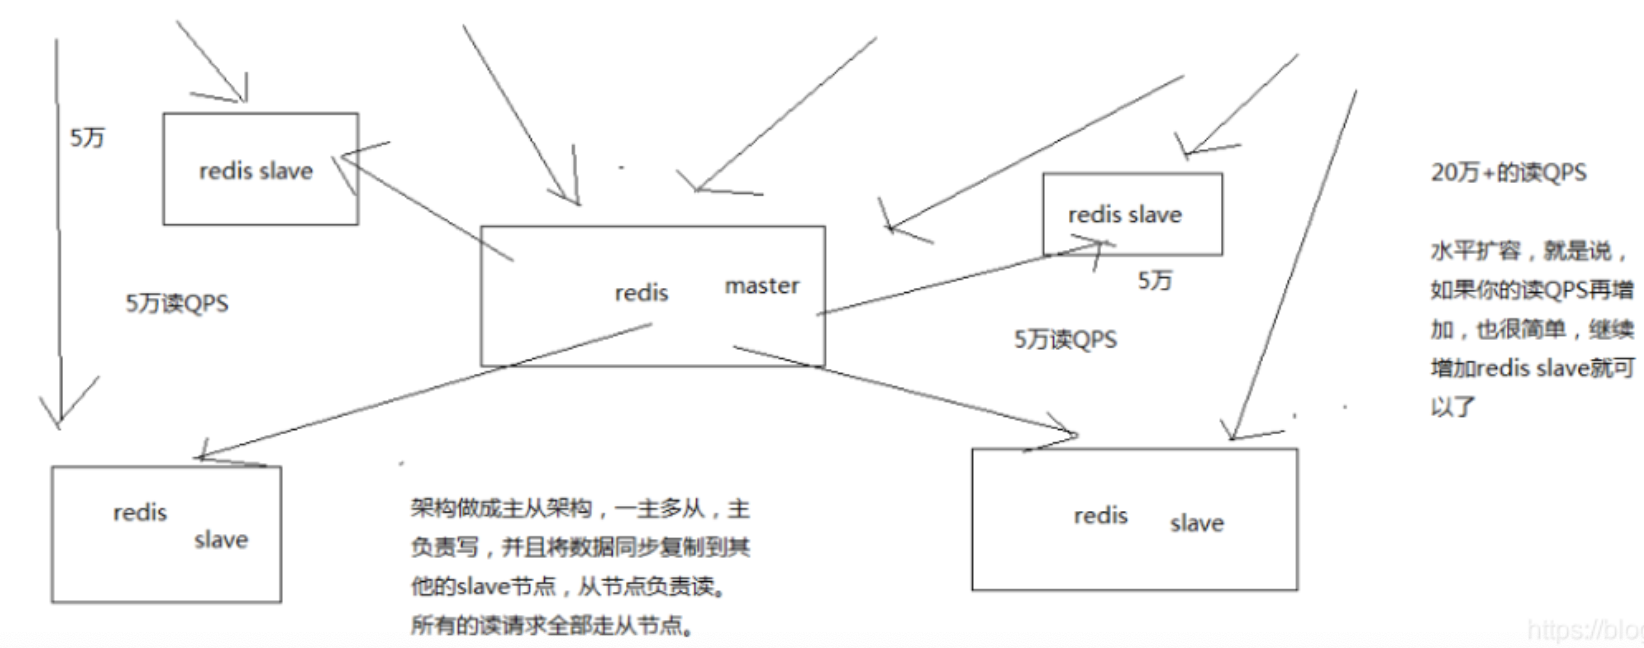 5万
redis slave
5万读QPS
redis
slave
redis master
架构做成主从架构，一主多从，主
负责写，并且将数据同步复制到其
他的slave节点，从节点负责读。
所有的读请求全部走从节点。
redis slave
5万
5万读QPS
redis slave
20万+的读QPS
水平扩容，就是说，
如果你的读QPS再增
加，也很简单，继续
增加redis slave就可
以了
https://blog